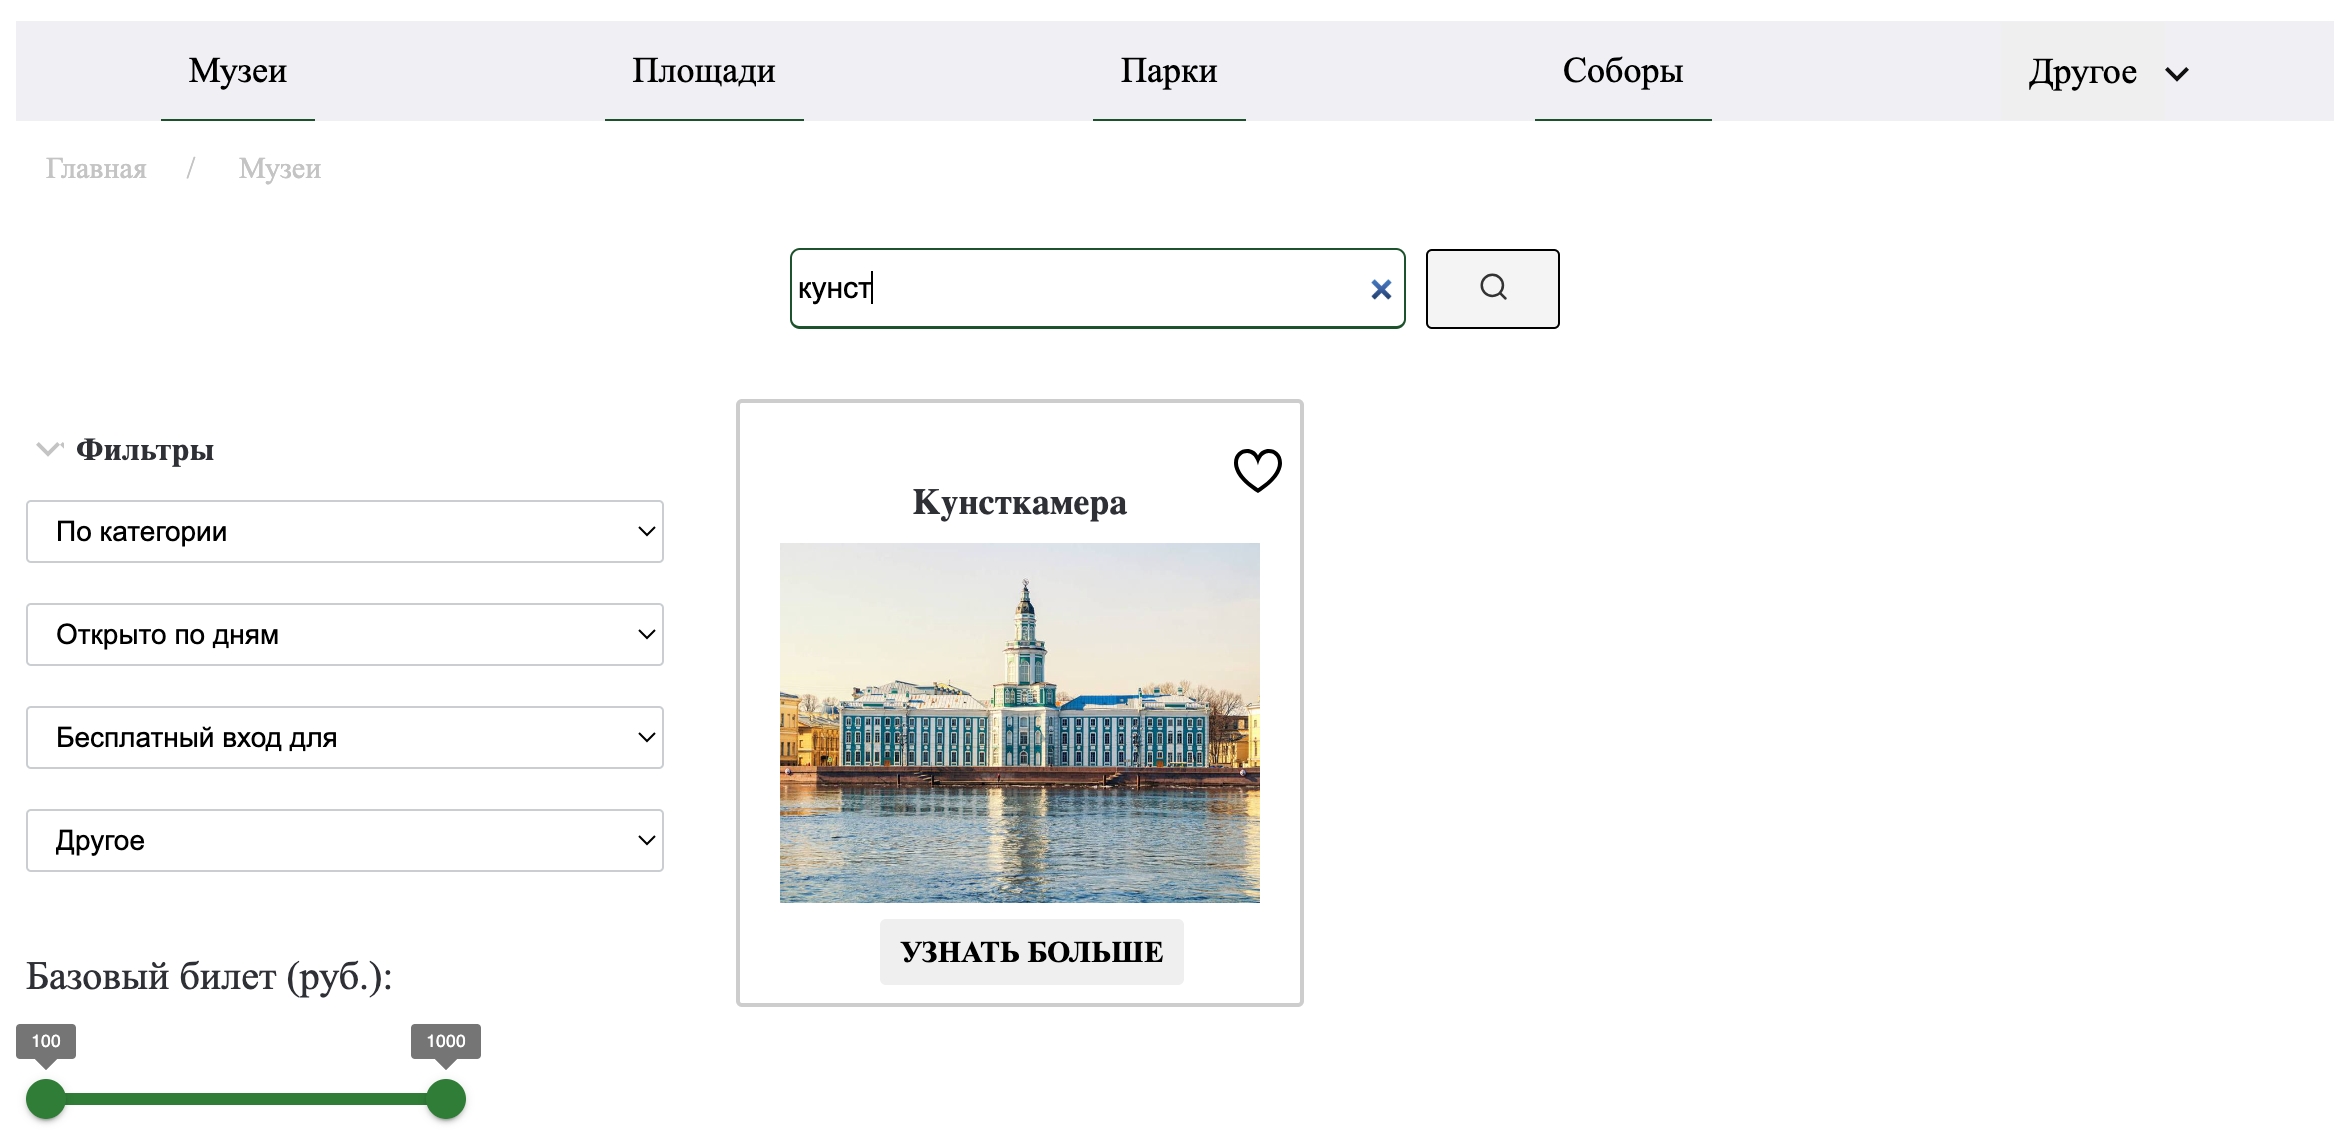 Музеи Площади Парки Соборы Другое
Главная / Музеи
кунст
Фильтры
По категории
Открыто по дням
Бесплатный вход для
Другое
Базовый билет (руб.):
100 1000
Кунсткамера
УЗНАТЬ БОЛЬШЕ